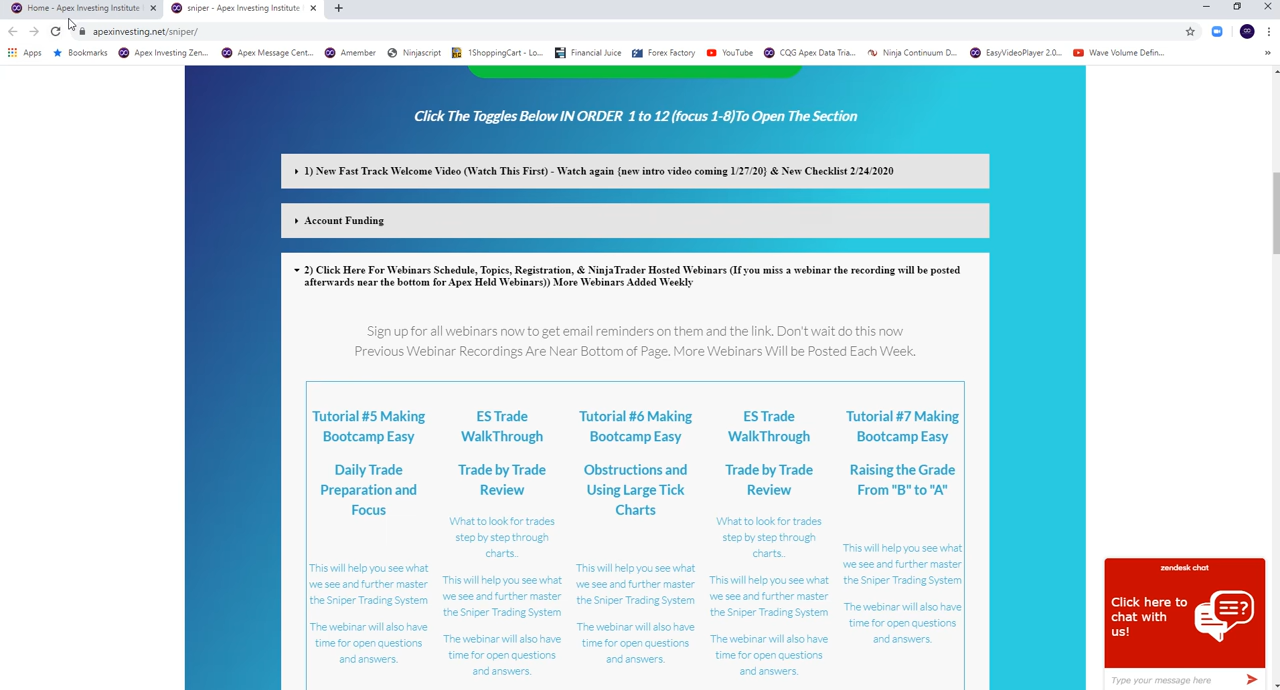 Home - Apex Investing Institute
sniper - Apex Investing Institute
apexinvesting.net/sniper/
Apps
Bookmarks
Apex Investing Zen...
Apex Message Cent...
Amember
Ninjascript
1ShoppingCart - Lo...
Financial Juice
Forex Factory
YouTube
CQG Apex Data Tria...
Ninja Continuum D...
EasyVideoPlayer 2.0...
Wave Volume Defin...
»
Click The Toggles Below IN ORDER 1 to 12 (focus 1-8)To Open The Section
1) New Fast Track Welcome Video (Watch This First) - Watch again {new intro video coming 1/27/20} & New Checklist 2/24/2020
Account Funding
2) Click Here For Webinars Schedule, Topics, Registration, & NinjaTrader Hosted Webinars (If you miss a webinar the recording will be posted
afterwards near the bottom for Apex Held Webinars)) More Webinars Added Weekly
Sign up for all webinars now to get email reminders on them and the link. Don't wait do this now
Previous Webinar Recordings Are Near Bottom of Page. More Webinars Will be Posted Each Week.
Tutorial #5 Making
Bootcamp Easy
Daily Trade
Preparation and
Focus
This will help you see what
we see and further master
the Sniper Trading System
The webinar will also have
time for open questions
and answers.
ES Trade
WalkThrough
Trade by Trade
Review
What to look for trades
step by step through
charts..
This will help you see what
we see and further master
the Sniper Trading System
The webinar will also have
time for open questions
and answers.
Tutorial #6 Making
Bootcamp Easy
Obstructions and
Using Large Tick
Charts
This will help you see what
we see and further master
the Sniper Trading System
The webinar will also have
time for open questions
and answers.
ES Trade
WalkThrough
Trade by Trade
Review
What to look for trades
step by step through
charts..
This will help you see what
we see and further master
the Sniper Trading System
The webinar will also have
time for open questions
and answers.
Tutorial #7 Making
Bootcamp Easy
Raising the Grade
From "B" to "A"
This will help you see what
we see and further master
the Sniper Trading System
The webinar will also have
time for open questions
and answers.
zendesk chat
Click here to
chat with
us!
Type your message here